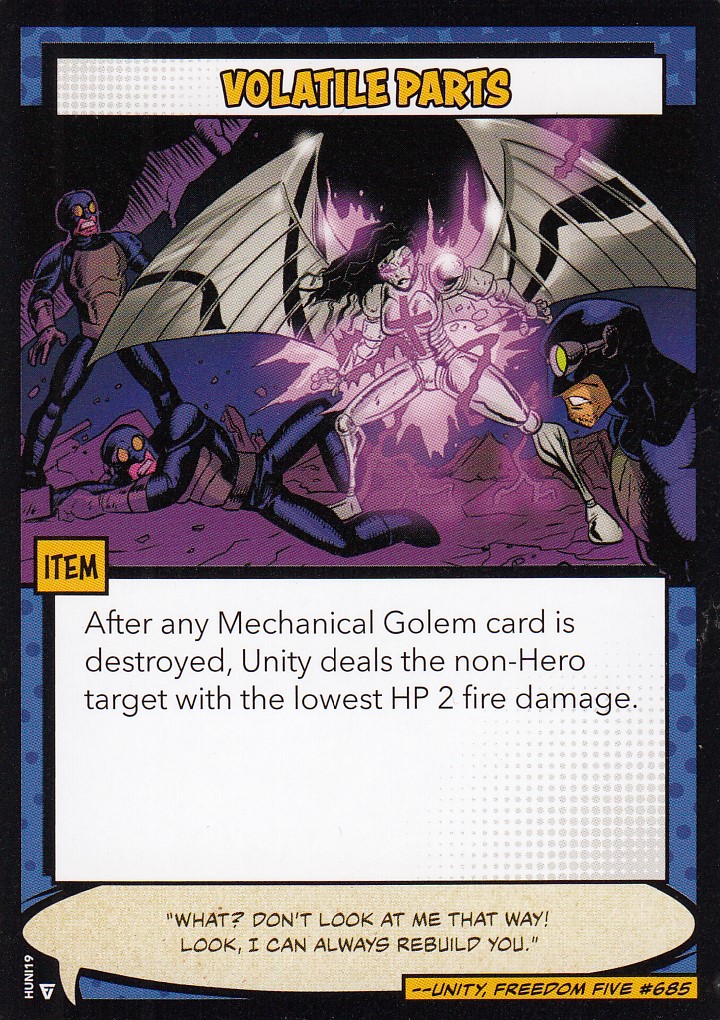 VOLATILE PARTS
ITEM
After any Mechanical Golem card is
destroyed, Unity deals the non-Hero
target with the lowest HP 2 fire damage.
"WHAT? DON'T LOOK AT ME THAT WAY!
LOOK, I CAN ALWAYS REBUILD YOU."
--UNITY, FREEDOM FIVE #685
HUNI19